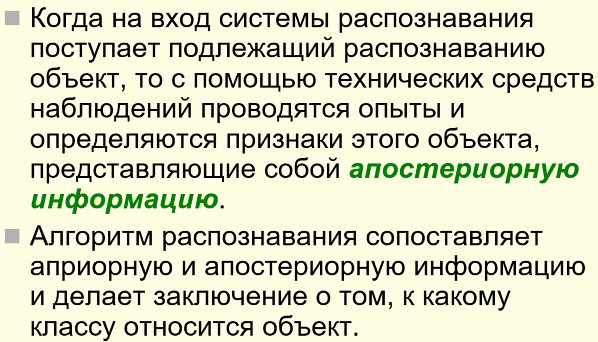 Когда на вход системы распознавания
поступает подлежащий распознаванию
объект, то с помощью технических средств
наблюдений проводятся опыты и
определяются признаки этого объекта,
представляющие собой апостериорную
информацию.
Алгоритм распознавания сопоставляет
априорную и апостериорную информацию
и делает заключение о том, к какому
классу относится объект.